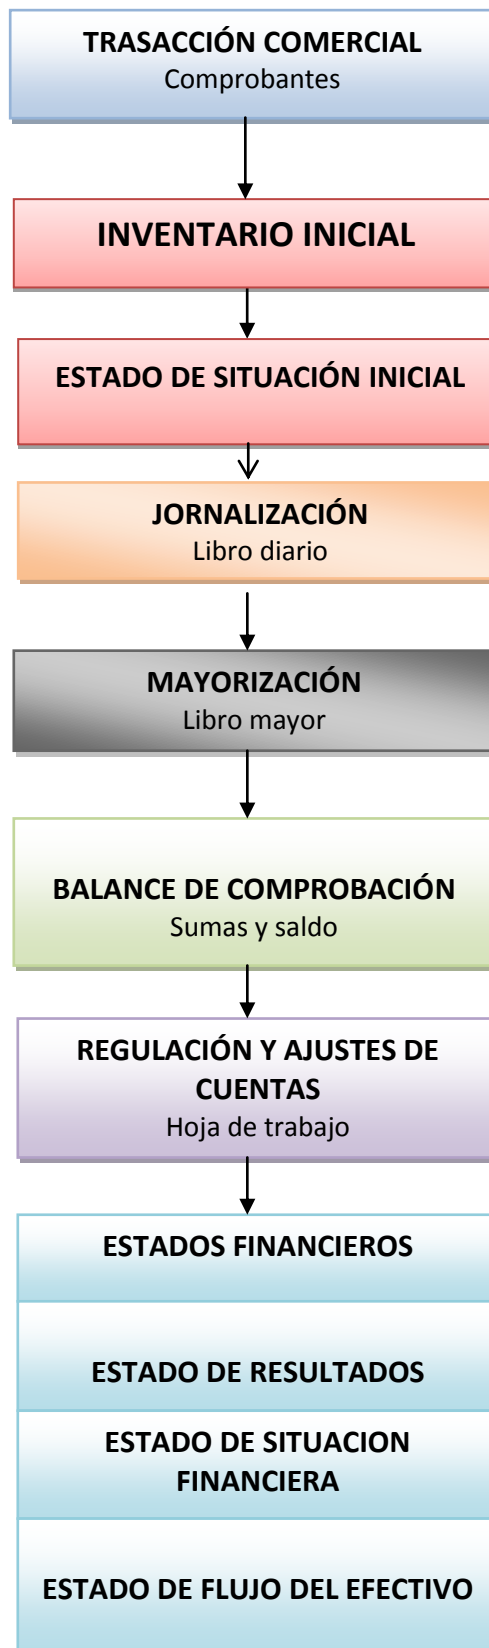 TRASACCIÓN COMERCIAL
Comprobantes
INVENTARIO INICIAL
ESTADO DE SITUACIÓN INICIAL
JORNALIZACIÓN
Libro diario
MAYORIZACIÓN
Libro mayor
BALANCE DE COMPROBACIÓN
Sumas y saldo
REGULACIÓN Y AJUSTES DE
CUENTAS
Hoja de trabajo
ESTADOS FINANCIEROS
ESTADO DE RESULTADOS
ESTADO DE SITUACION
FINANCIERA
ESTADO DE FLUJO DEL EFECTIVO